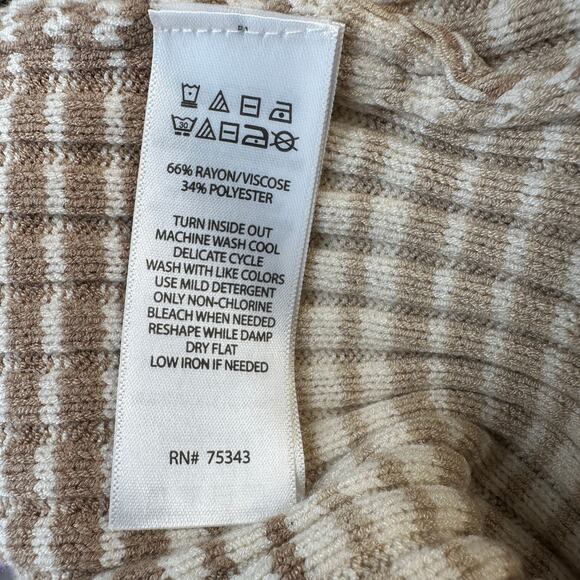 30
66% RAYON/VISCOSE
34% POLYESTER
TURN INSIDE OUT
MACHINE WASH COOL
DELICATE CYCLE
WASH WITH LIKE COLORS
USE MILD DETERGENT
ONLY NON-CHLORINE
BLEACH WHEN NEEDED
RESHAPE WHILE DAMP
DRY FLAT
LOW IRON IF NEEDED
RN# 75343